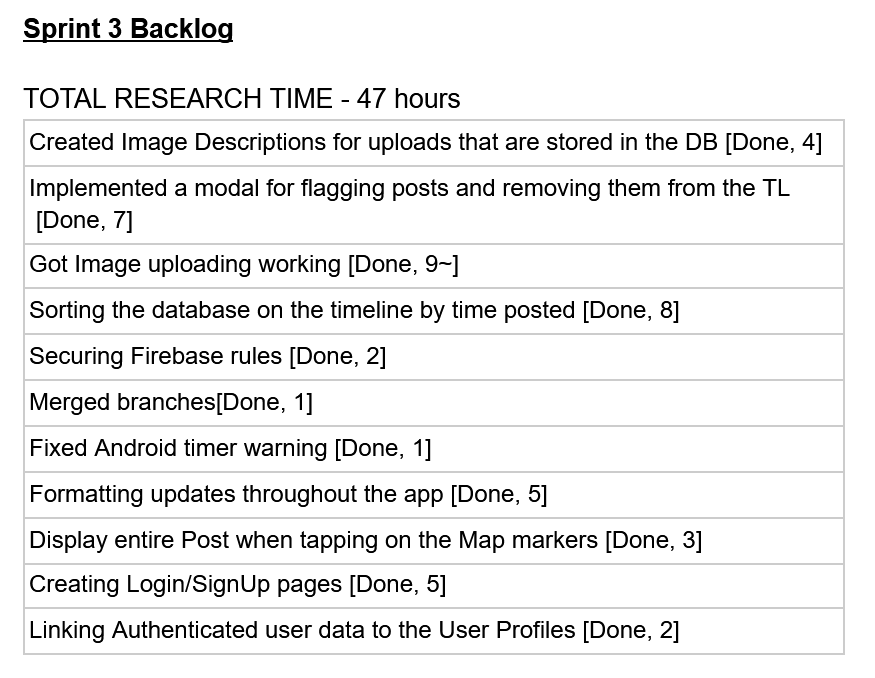 Sprint 3 Backlog
TOTAL RESEARCH TIME - 47 hours
Created Image Descriptions for uploads that are stored in the DB [Done, 4]
Implemented a modal for flagging posts and removing them from the TL
[Done, 7]
Got Image uploading working [Done, 9~]
Sorting the database on the timeline by time posted [Done, 8]
Securing Firebase rules [Done, 2]
Merged branches[Done, 1]
Fixed Android timer warning [Done, 1]
Formatting updates throughout the app [Done, 5]
Display entire Post when tapping on the Map markers [Done, 3]
Creating Login/SignUp pages [Done, 5]
Linking Authenticated user data to the User Profiles [Done, 2]